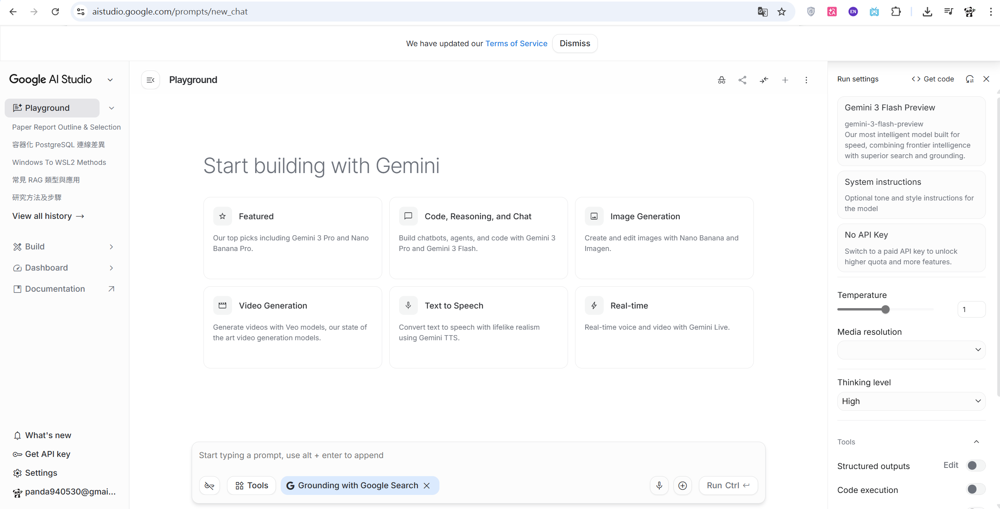 aistudio.google.com/prompts/new_chat
EN
We have updated our Terms of Service
Dismiss
Google AI Studio
Playground
Paper Report Outline & Selection
容器化 PostgreSQL 連線差異
Windows To WSL2 Methods
常見 RAG 類型與應用
研究方法及步驟
View all history →
Build
Dashboard
Documentation
What's new
Get API key
Settings
panda940530@gmai...
Playground
Start building with Gemini
Featured
Our top picks including Gemini 3 Pro and Nano
Banana Pro.
Code, Reasoning, and Chat
Build chatbots, agents, and code with Gemini 3
Pro and Gemini 3 Flash.
Image Generation
Create and edit images with Nano Banana and
Imagen.
Video Generation
Generate videos with Veo models, our state of
the art video generation models.
Text to Speech
Convert text to speech with lifelike realism
using Gemini TTS.
Real-time
Real-time voice and video with Gemini Live.
Start typing a prompt, use alt + enter to append
Tools
Grounding with Google Search
Run Ctrl ↵
Run settings
<> Get code
Gemini 3 Flash Preview
gemini-3-flash-preview
Our most intelligent model built for
speed, combining frontier intelligence
with superior search and grounding.
System instructions
Optional tone and style instructions for
the model
No API Key
Switch to a paid API key to unlock
higher quota and more features.
Temperature
1
Media resolution
Thinking level
High
Tools
Structured outputs
Edit
Code execution